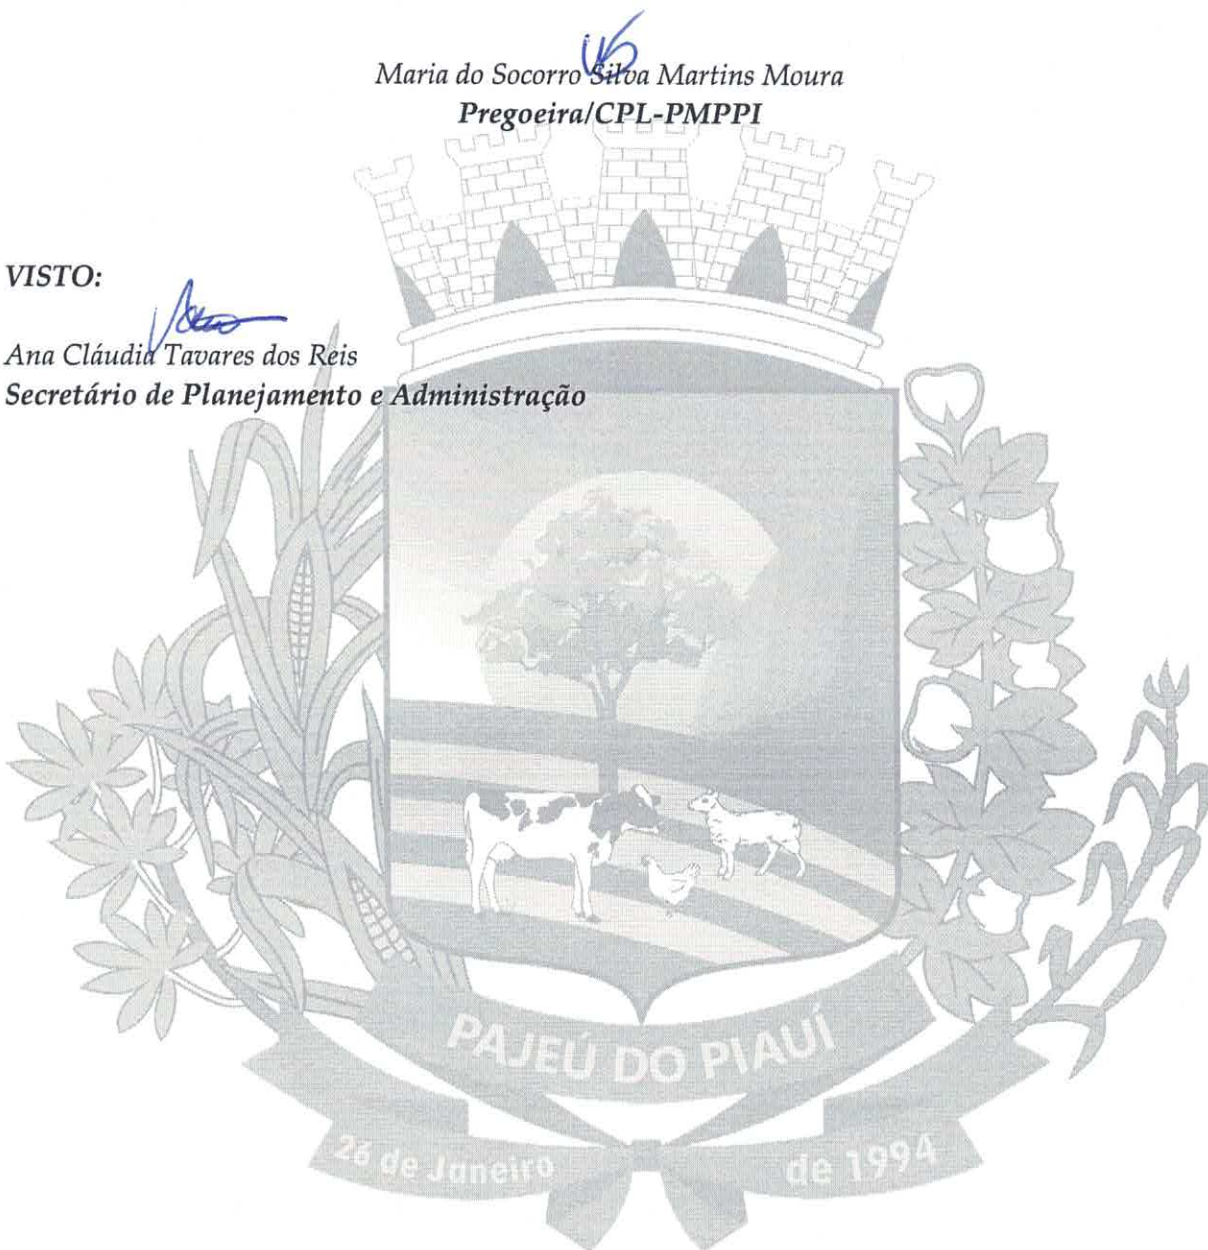 Maria do Socorro Silva Martins Moura
Pregoeira/CPL-PMPPI
VISTO:
Ana Cláudia Tavares dos Reis
Secretário de Planejamento e Administração
PAJEÚ DO PIAUÍ
26 de Janeiro de 1994